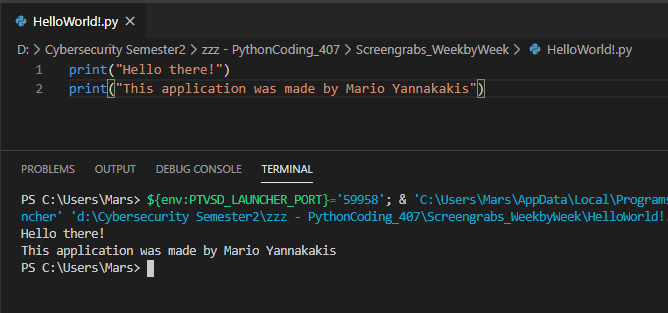 HelloWorld!.py
D: > Cybersecurity Semester2 > zzz - PythonCoding_407 > Screengrabs_WeekbyWeek > HelloWorld!.py
1 print("Hello there!")
2 print("This application was made by Mario Yannakakis")
PROBLEMS OUTPUT DEBUG CONSOLE TERMINAL
PS C:\Users\Mars> ${env:PTVSD_LAUNCHER_PORT}='59958'; & 'C:\Users\Mars\AppData\Local\Programs
ncher' 'd:\Cybersecurity Semester2\zzz - PythonCoding_407\Screengrabs_WeekbyWeek\HelloWorld!.
Hello there!
This application was made by Mario Yannakakis
PS C:\Users\Mars>